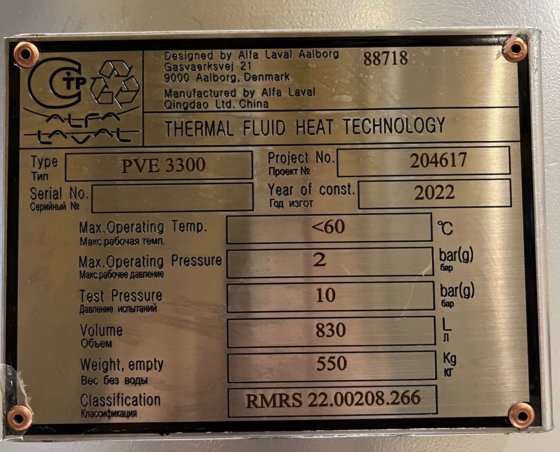 Designed by Alfa Laval Aalborg
Gasvaerksvej 21
9000 Aalborg, Denmark
88718
Manufactured by Alfa Laval
Qingdao Ltd. China
CTP
ALFA
LAVAL
THERMAL FLUID HEAT TECHNOLOGY
Type PVE 3300 Project No. 204617
Тип Проект №
Serial No. Year of const. 2022
Серийный № Год изгот
Max.Operating Temp. <60 °C
Макс.рабочая темп.
Max.Operating Pressure 2 bar(g)
Макс.рабочее давление бар
Test Pressure 10 bar(g)
Давление испытаний бар
Volume 830 L
Объем л
Weight, empty 550 Kg
Вес без воды кг
Classification RMRS 22.00208.266
Классификация